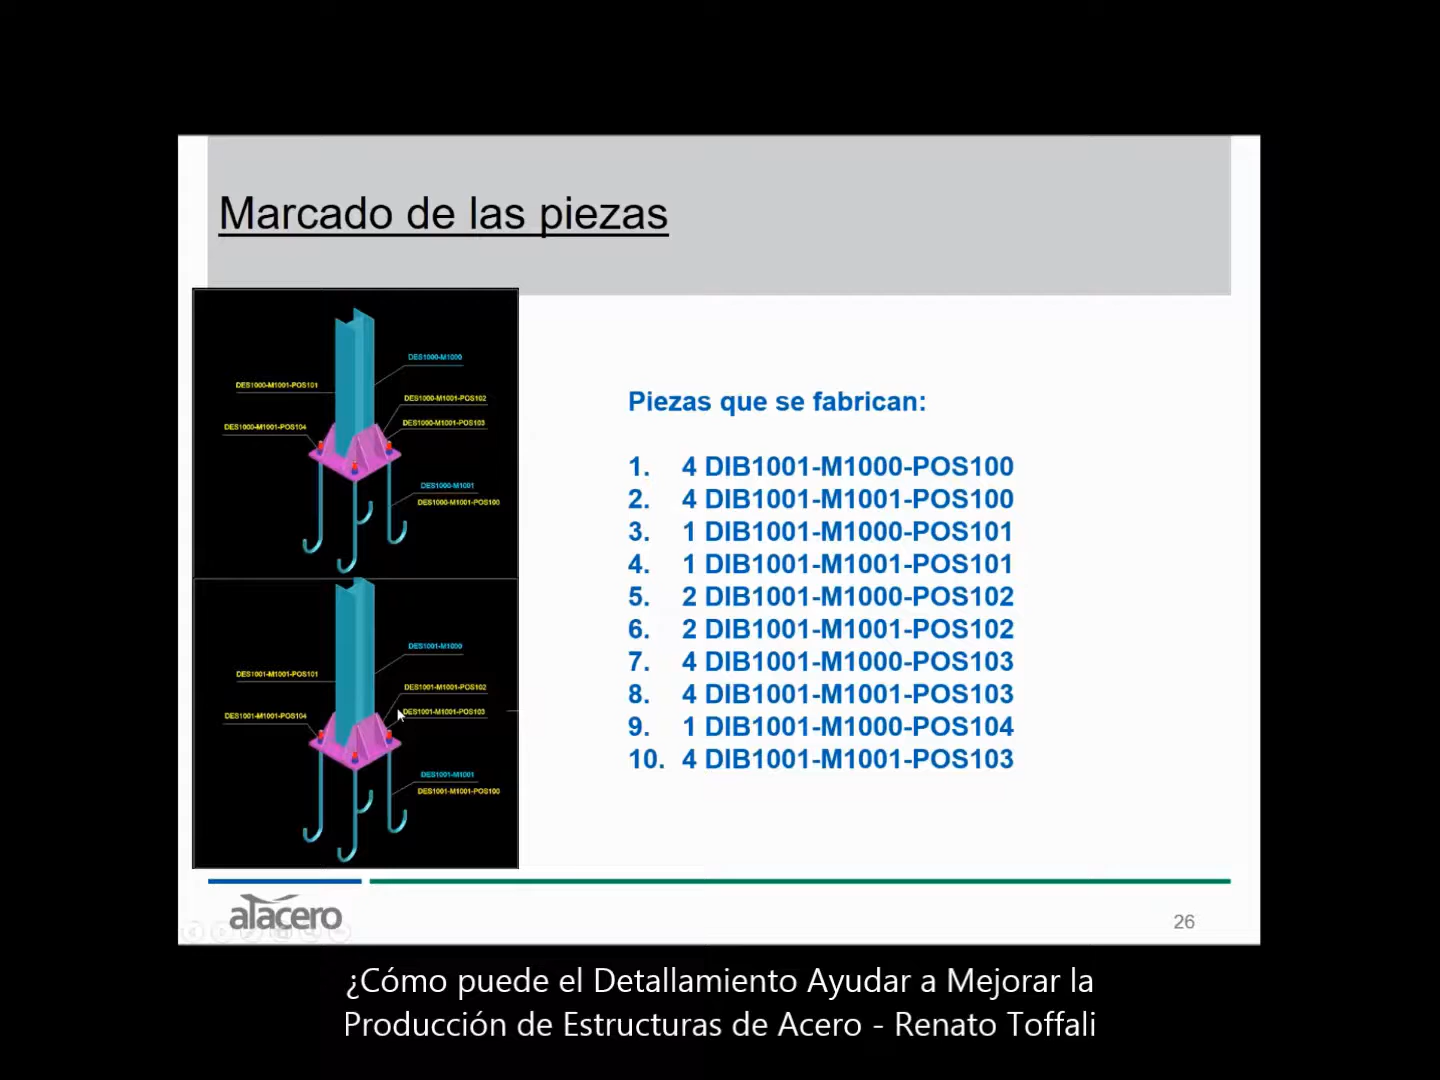 Marcado de las piezas
DES1000-M1000
DES1000-M1001-POS101
DES1000-M1001-POS102
DES1000-M1001-POS103
DES1000-M1001-POS104
DES1000-M1001
DES1000-M1001-POS100
DES1001-M1000
DES1001-M1001-POS101
DES1001-M1001-POS102
DES1001-M1001-POS103
DES1001-M1001-POS104
DES1001-M1001
DES1001-M1001-POS100
Piezas que se fabrican:
1. 4 DIB1001-M1000-POS100
2. 4 DIB1001-M1001-POS100
3. 1 DIB1001-M1000-POS101
4. 1 DIB1001-M1001-POS101
5. 2 DIB1001-M1000-POS102
6. 2 DIB1001-M1001-POS102
7. 4 DIB1001-M1000-POS103
8. 4 DIB1001-M1001-POS103
9. 1 DIB1001-M1000-POS104
10. 4 DIB1001-M1001-POS103
alacero
26
¿Cómo puede el Detallamiento Ayudar a Mejorar la
Producción de Estructuras de Acero - Renato Toffali